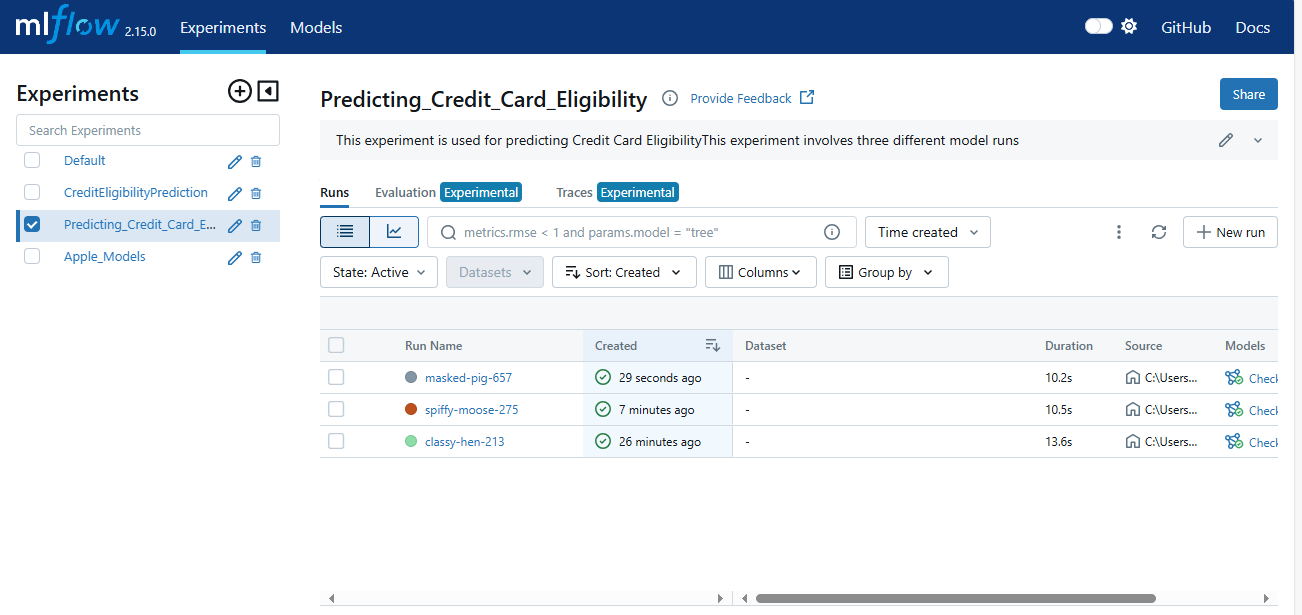 mlflow 2.15.0 Experiments Models GitHub Docs
Experiments
Search Experiments
Default
CreditEligibilityPrediction
Predicting_Credit_Card_E...
Apple_Models
Predicting_Credit_Card_Eligibility Provide Feedback Share
This experiment is used for predicting Credit Card EligibilityThis experiment involves three different model runs
Runs Evaluation Experimental Traces Experimental
metrics.rmse < 1 and params.model = "tree" Time created New run
State: Active Datasets Sort: Created Columns Group by
Run Name Created Dataset Duration Source Models
masked-pig-657 29 seconds ago - 10.2s C:\Users... Check
spiffy-moose-275 7 minutes ago - 10.5s C:\Users... Check
classy-hen-213 26 minutes ago - 13.6s C:\Users... Check